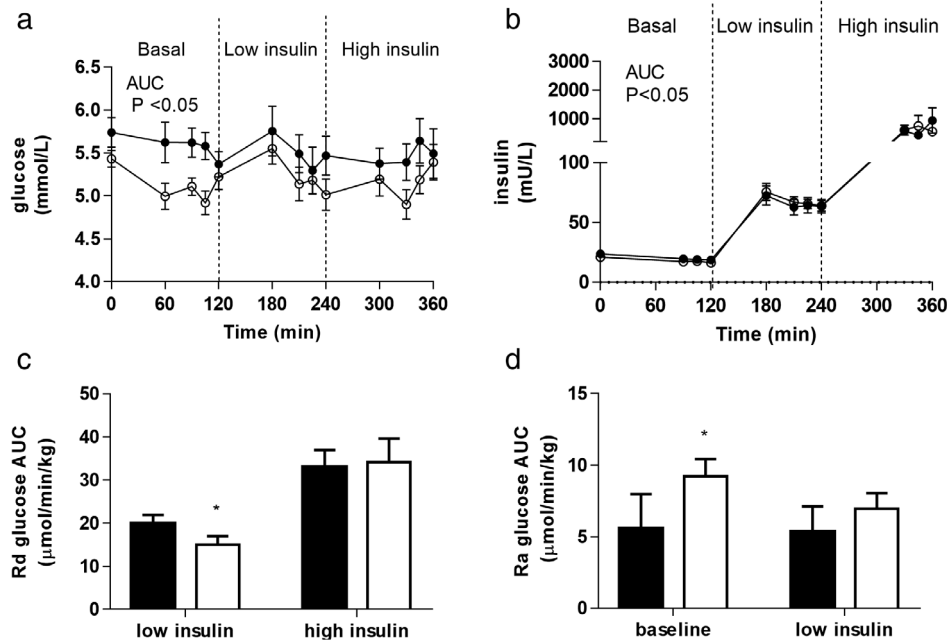 a
Basal
Low insulin
High insulin
AUC
P <0.05
glucose
(mmol/L)
6.5
6.0
5.5
5.0
4.5
4.0
0
60
120
180
240
300
360
Time (min)
b
Basal
Low insulin
High insulin
AUC
P<0.05
insulin
(mU/L)
3000
2000
1000
100
50
0
0
60
120
180
240
300
360
Time (min)
c
Rd glucose AUC
(μmol/min/kg)
50
40
30
20
10
0
*
low insulin
high insulin
d
Ra glucose AUC
(μmol/min/kg)
15
10
5
0
*
baseline
low insulin